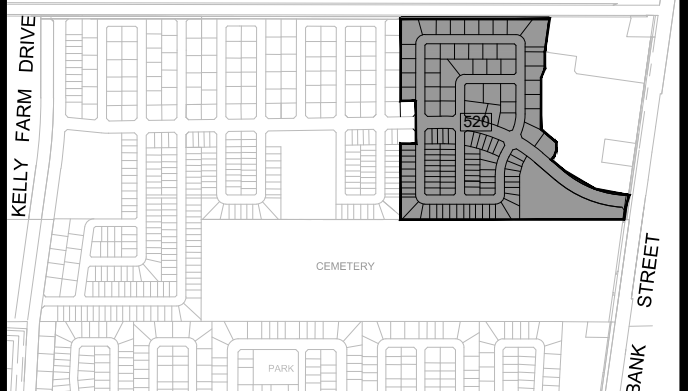 KELLY FARM DRIVE
520
CEMETERY
BANK STREET
PARK